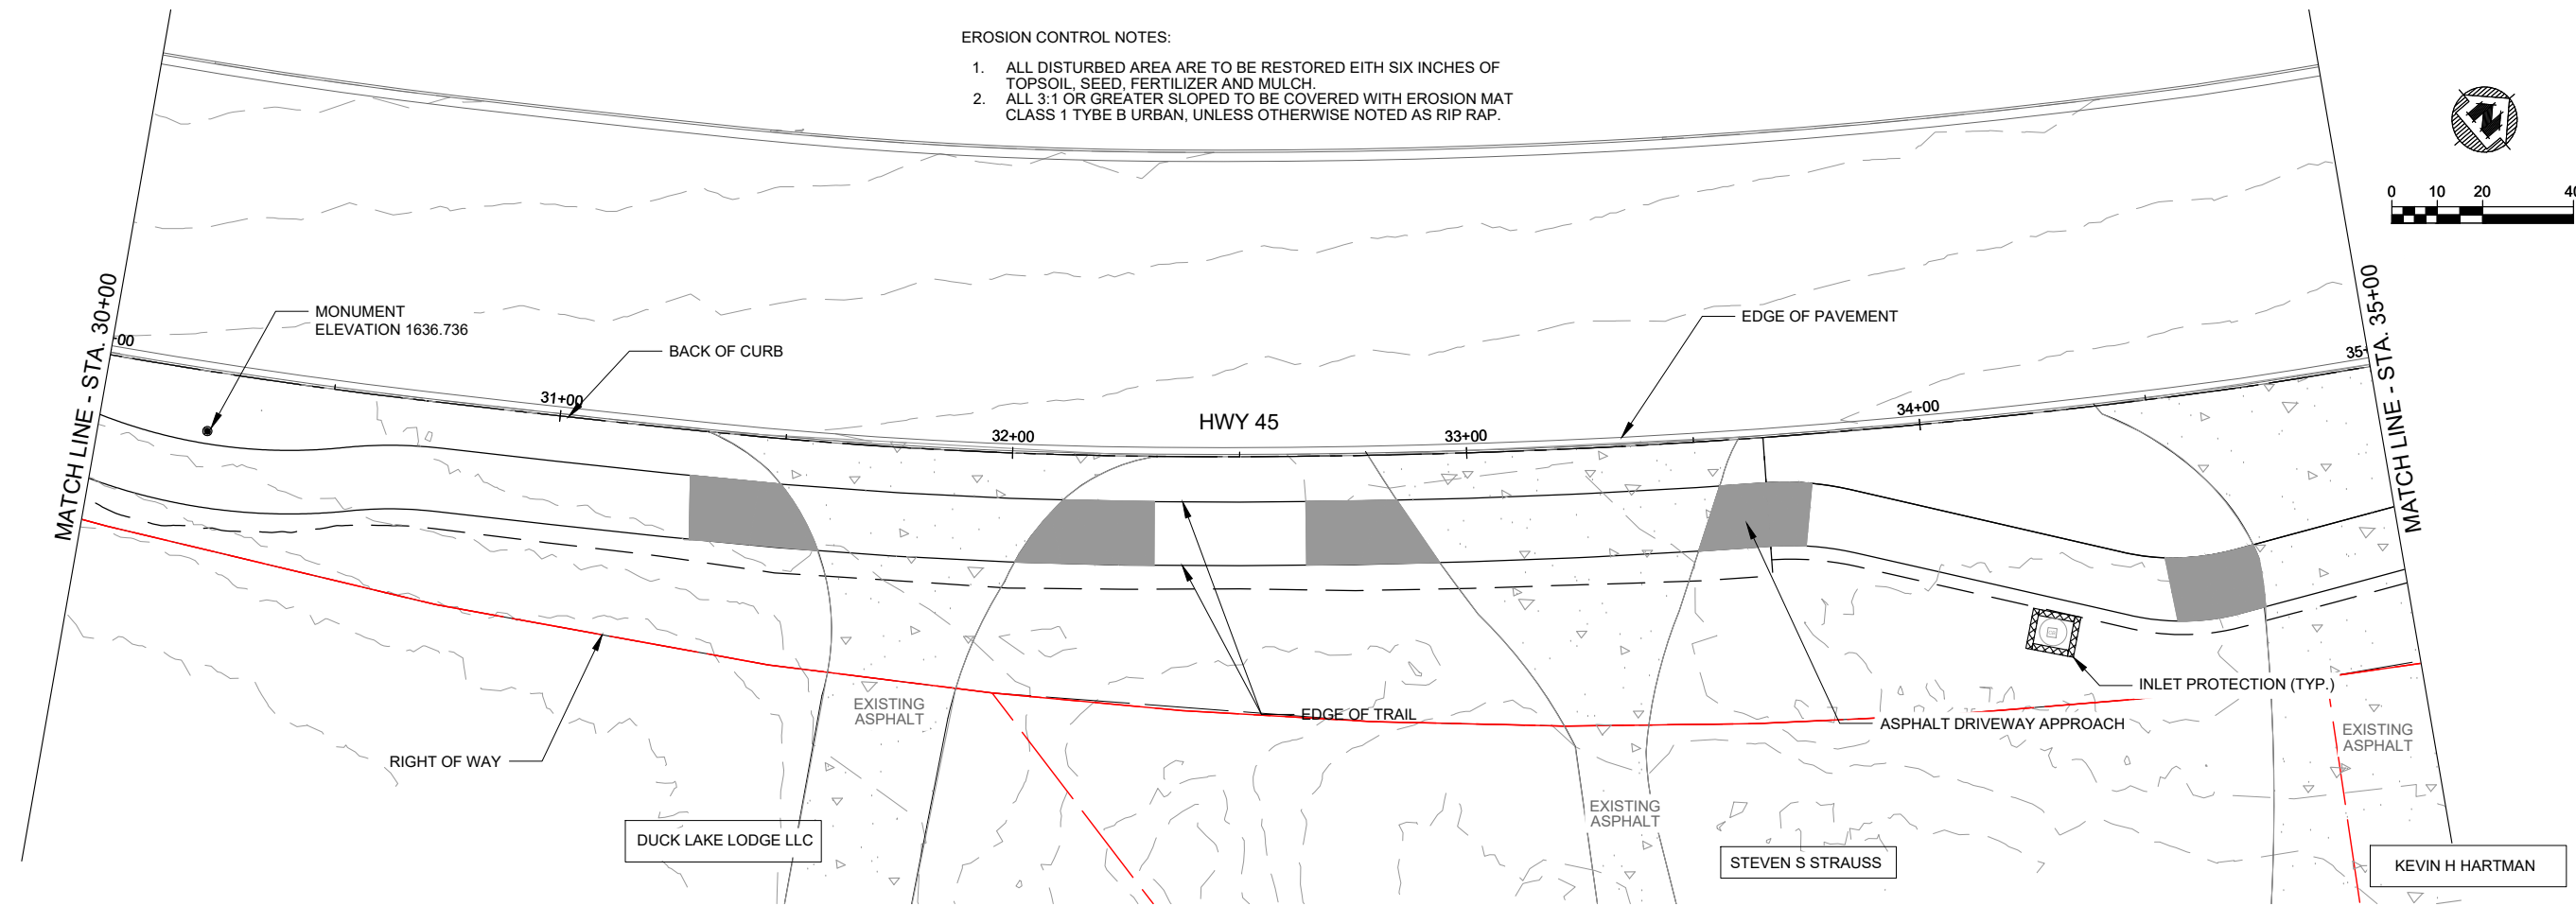 EROSION CONTROL NOTES:
1. ALL DISTURBED AREA ARE TO BE RESTORED EITH SIX INCHES OF
TOPSOIL, SEED, FERTILIZER AND MULCH.
2. ALL 3:1 OR GREATER SLOPED TO BE COVERED WITH EROSION MAT
CLASS 1 TYBE B URBAN, UNLESS OTHERWISE NOTED AS RIP RAP.
0 10 20 40
MATCH LINE - STA. 30+00
MONUMENT
ELEVATION 1636.736
+00
BACK OF CURB
31+00
32+00
HWY 45
33+00
EDGE OF PAVEMENT
34+00
35+
MATCH LINE - STA. 35+00
RIGHT OF WAY
EXISTING
ASPHALT
EDGE OF TRAIL
ASPHALT DRIVEWAY APPROACH
INLET PROTECTION (TYP.)
EXISTING
ASPHALT
EXISTING
ASPHALT
DUCK LAKE LODGE LLC
STEVEN S STRAUSS
KEVIN H HARTMAN